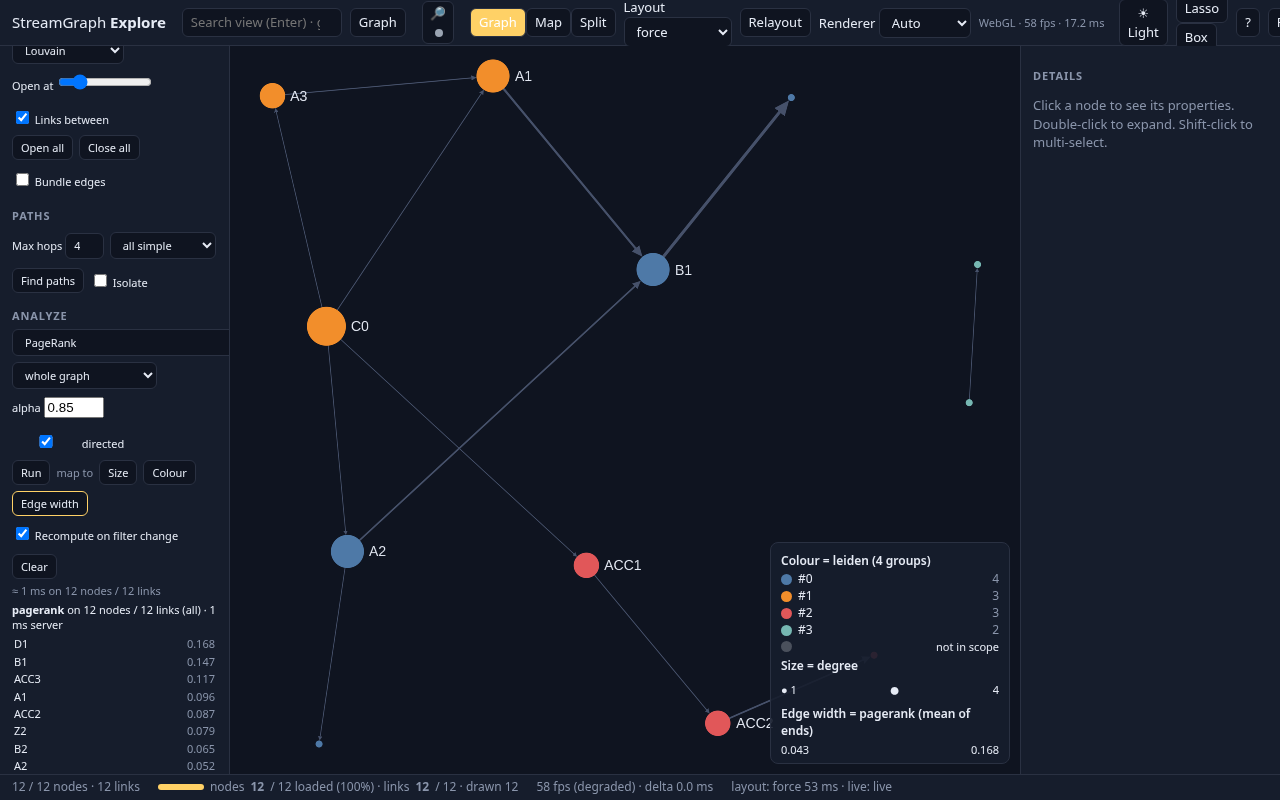 StreamGraph Explore
Search view (Enter) ·
Graph
Graph
Map
Split
Layout
force
Relayout
Renderer
Auto
WebGL · 58 fps · 17.2 ms
Light
Lasso
Box
?
Louvain
Open at
Links between
Open all
Close all
Bundle edges
PATHS
Max hops
4
all simple
Find paths
Isolate
ANALYZE
PageRank
whole graph
alpha
0.85
directed
Run
map to
Size
Colour
Edge width
Recompute on filter change
Clear
≈ 1 ms on 12 nodes / 12 links
pagerank on 12 nodes / 12 links (all) · 1
ms server
D1 0.168
B1 0.147
ACC3 0.117
A1 0.096
ACC2 0.087
Z2 0.079
B2 0.065
A2 0.052
A3
A1
B1
C0
A2
ACC1
ACC2
Colour = leiden (4 groups)
#0 4
#1 3
#2 3
#3 2
not in scope
Size = degree
1 4
Edge width = pagerank (mean of
ends)
0.043 0.168
DETAILS
Click a node to see its properties.
Double-click to expand. Shift-click to
multi-select.
12 / 12 nodes · 12 links
nodes 12 / 12 loaded (100%) · links 12 / 12 · drawn 12
58 fps (degraded) · delta 0.0 ms
layout: force 53 ms · live: live